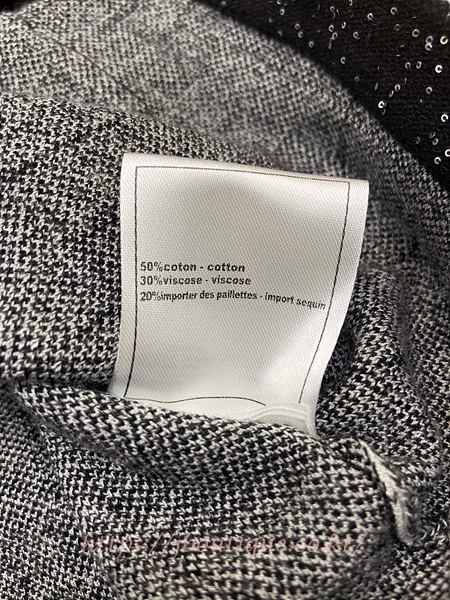 50%coton - cotton
30%viscose - viscose
20%importer des paillettes - import sequin